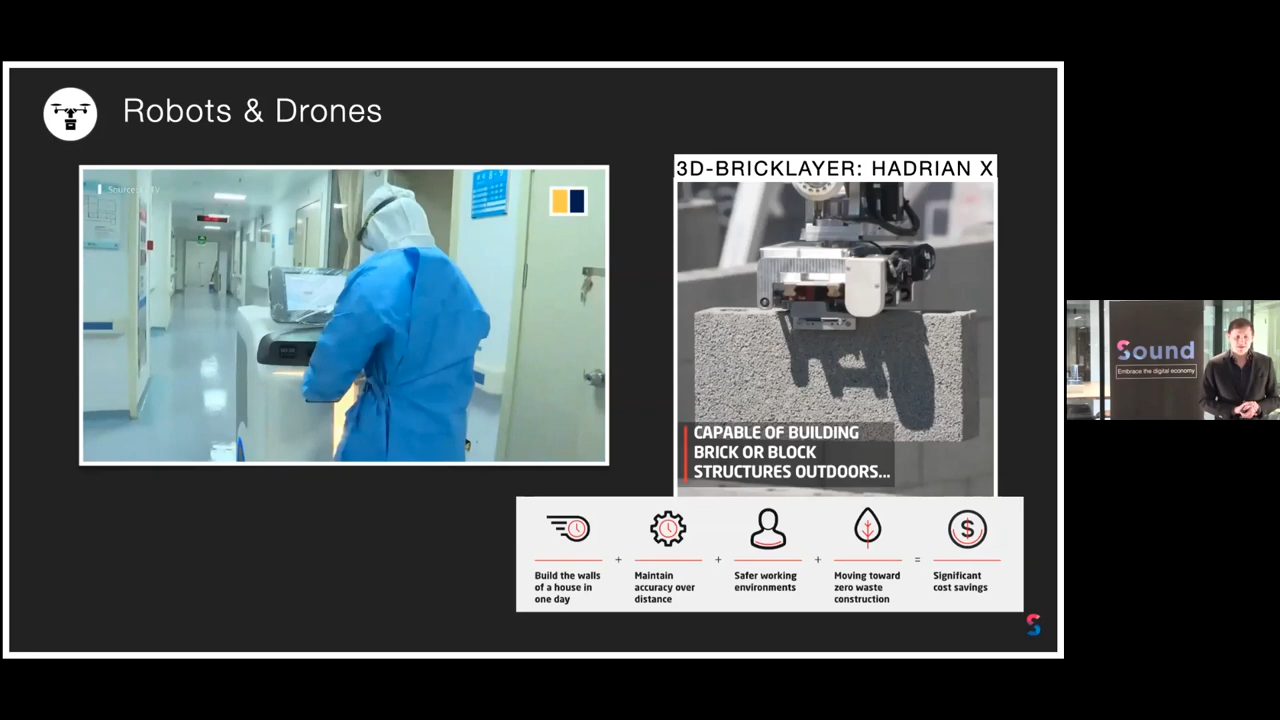 Robots & Drones
3D-BRICKLAYER: HADRIAN X
CAPABLE OF BUILDING
BRICK OR BLOCK
STRUCTURES OUTDOORS...
Build the walls
of a house in
one day
+
Maintain
accuracy over
distance
+
Safer working
environments
+
Moving toward
zero waste
construction
=
Significant
cost savings
Sound
Embrace the digital economy